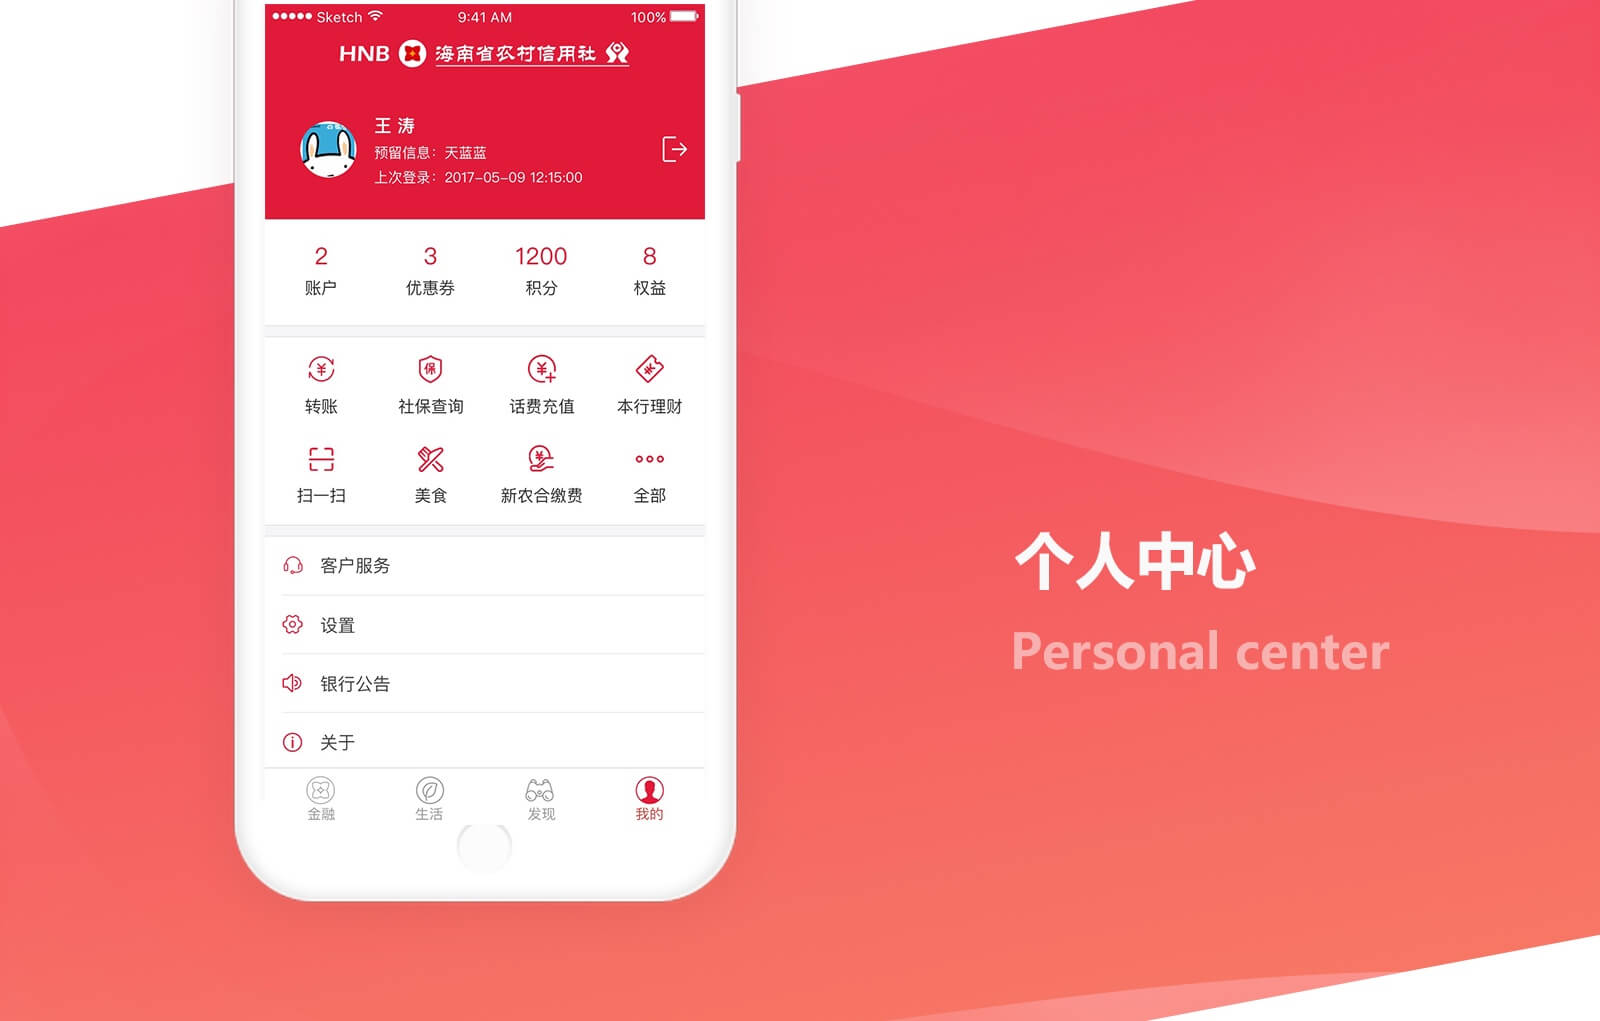 Sketch 9:41 AM 100%
HNB 海南省农村信用社
王 涛
预留信息：天蓝蓝
上次登录：2017-05-09 12:15:00
2 3 1200 8
账户 优惠券 积分 权益
保
转账 社保查询 话费充值 本行理财
扫一扫 美食 新农合缴费 全部
客户服务
设置
银行公告
关于
金融 生活 发现 我的
个人中心
Personal center